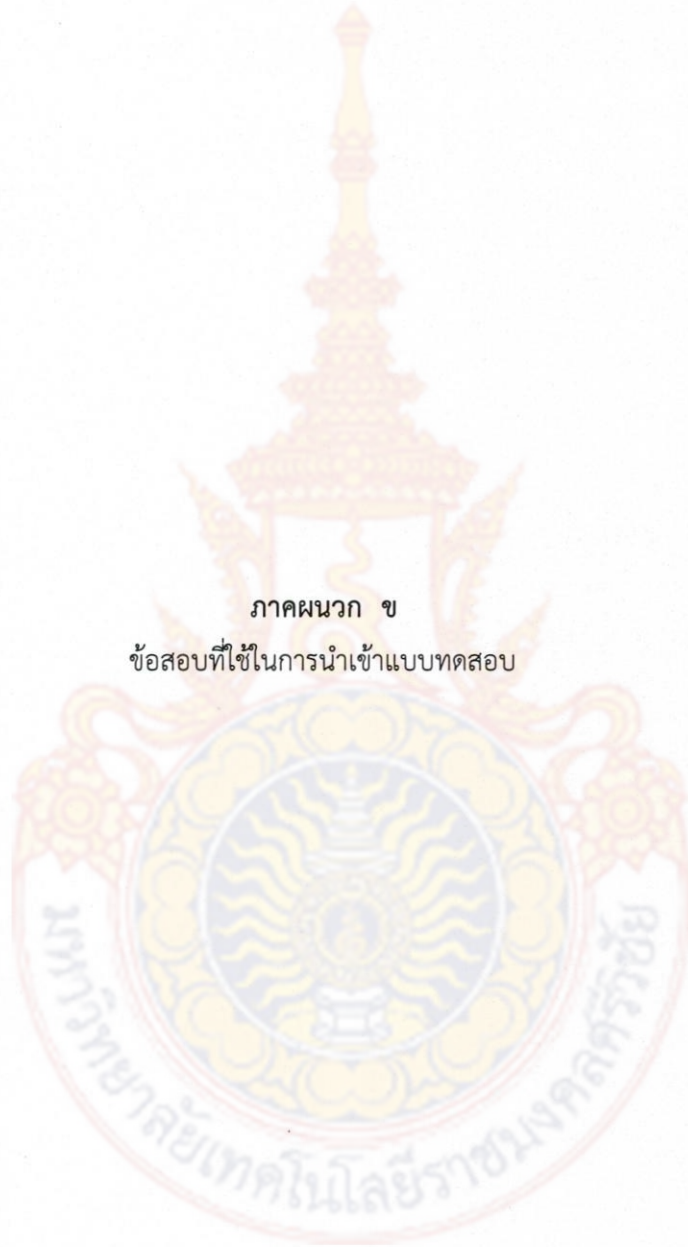 ภาคผนวก ข
ข้อสอบที่ใช้ในการนำเข้าแบบทดสอบ
มหาวิทยาลัยเทคโนโลยีราชมงคลศรีวิชัย